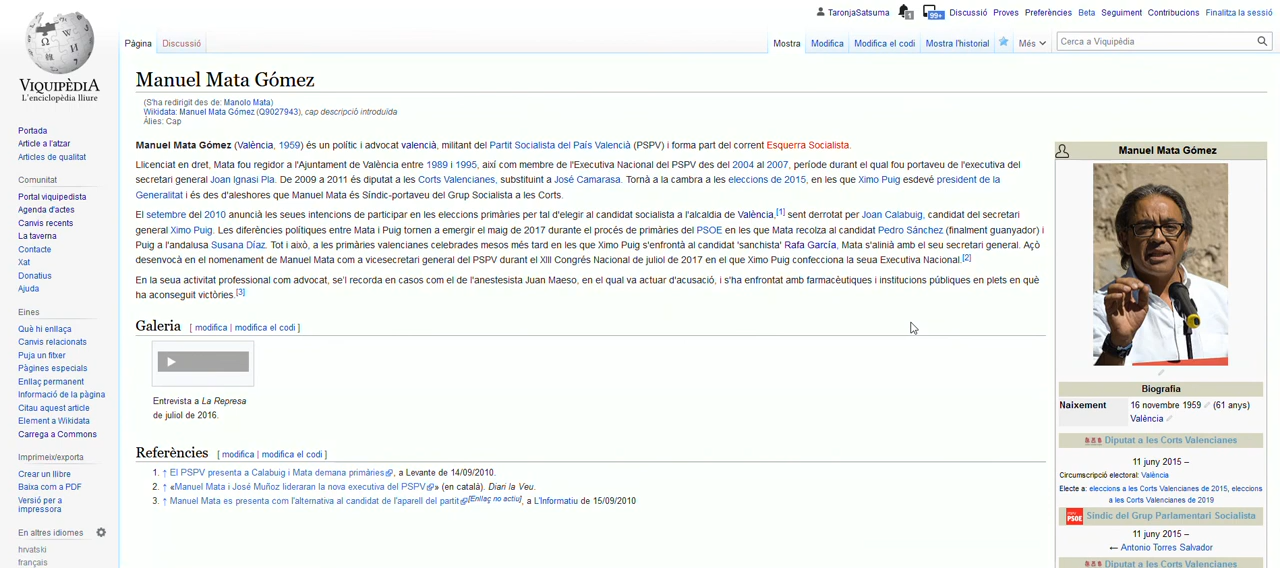 TaronjaSatsuma 1 99+ Discussió Proves Preferències Beta Seguiment Contribucions Finalitza la sessió
Pàgina Discussió Mostra Modifica Modifica el codi Mostra l'historial Més Cerca a Viquipèdia
VIQUIPÈDIA
L'enciclopèdia lliure
Portada
Article a l'atzar
Articles de qualitat
Comunitat
Portal viquipedista
Agenda d'actes
Canvis recents
La taverna
Contacte
Xat
Donatius
Ajuda
Eines
Què hi enllaça
Canvis relacionats
Puja un fitxer
Pàgines especials
Enllaç permanent
Informació de la pàgina
Citau aquest article
Element a Wikidata
Carrega a Commons
Imprimeix/exporta
Crear un llibre
Baixa com a PDF
Versió per a
impressora
En altres idiomes
hrvatski
français
Manuel Mata Gómez
(S'ha redirigit des de: Manolo Mata)
Wikidata: Manuel Mata Gómez (Q9027943), cap descripció introduïda
Àlies: Cap
Manuel Mata Gómez (València, 1959) és un polític i advocat valencià, militant del Partit Socialista del País Valencià (PSPV) i forma part del corrent Esquerra Socialista.
Llicenciat en dret, Mata fou regidor a l'Ajuntament de València entre 1989 i 1995, així com membre de l'Executiva Nacional del PSPV des del 2004 al 2007, període durant el qual fou portaveu de l'executiva del
secretari general Joan Ignasi Pla. De 2009 a 2011 és diputat a les Corts Valencianes, substituint a José Camarasa. Tornà a la cambra a les eleccions de 2015, en les que Ximo Puig esdevé president de la
Generalitat i és des d'aleshores que Manuel Mata és Síndic-portaveu del Grup Socialista a les Corts.
El setembre del 2010 anuncià les seues intencions de participar en les eleccions primàries per tal d'elegir al candidat socialista a l'alcaldia de València,[1] sent derrotat per Joan Calabuig, candidat del secretari
general Ximo Puig. Les diferències polítiques entre Mata i Puig tornen a emergir el maig de 2017 durant el procés de primàries del PSOE en les que Mata recolza al candidat Pedro Sánchez (finalment guanyador) i
Puig a l'andalusa Susana Díaz. Tot i això, a les primàries valencianes celebrades mesos més tard en les que Ximo Puig s'enfrontà al candidat 'sanchista' Rafa García, Mata s'alinià amb el seu secretari general. Açò
desenvocà en el nomenament de Manuel Mata com a vicesecretari general del PSPV durant el XIII Congrés Nacional de juliol de 2017 en el que Ximo Puig confecciona la seua Executiva Nacional.[2]
En la seua activitat professional com advocat, se'l recorda en casos com el de l'anestesista Juan Maeso, en el qual va actuar d'acusació, i s'ha enfrontat amb farmacèutiques i institucions públiques en plets en què
ha aconseguit victòries.[3]
Galeria [ modifica | modifica el codi ]
Entrevista a La Represa
de juliol de 2016.
Referències [ modifica | modifica el codi ]
1. ↑ El PSPV presenta a Calabuig i Mata demana primàries, a Levante de 14/09/2010.
2. ↑ «Manuel Mata i José Muñoz lideraran la nova executiva del PSPV» (en català). Diari la Veu.
3. ↑ Manuel Mata es presenta com l'alternativa al candidat de l'aparell del partit[Enllaç no actiu], a L'Informatiu de 15/09/2010
Manuel Mata Gómez
Biografia
Naixement 16 novembre 1959 (61 anys)
València
Diputat a les Corts Valencianes
11 juny 2015 –
Circumscripció electoral: València
Electe a: eleccions a les Corts Valencianes de 2015, eleccions
a les Corts Valencianes de 2019
PSOE Síndic del Grup Parlamentari Socialista
11 juny 2015 –
← Antonio Torres Salvador
Diputat a les Corts Valencianes